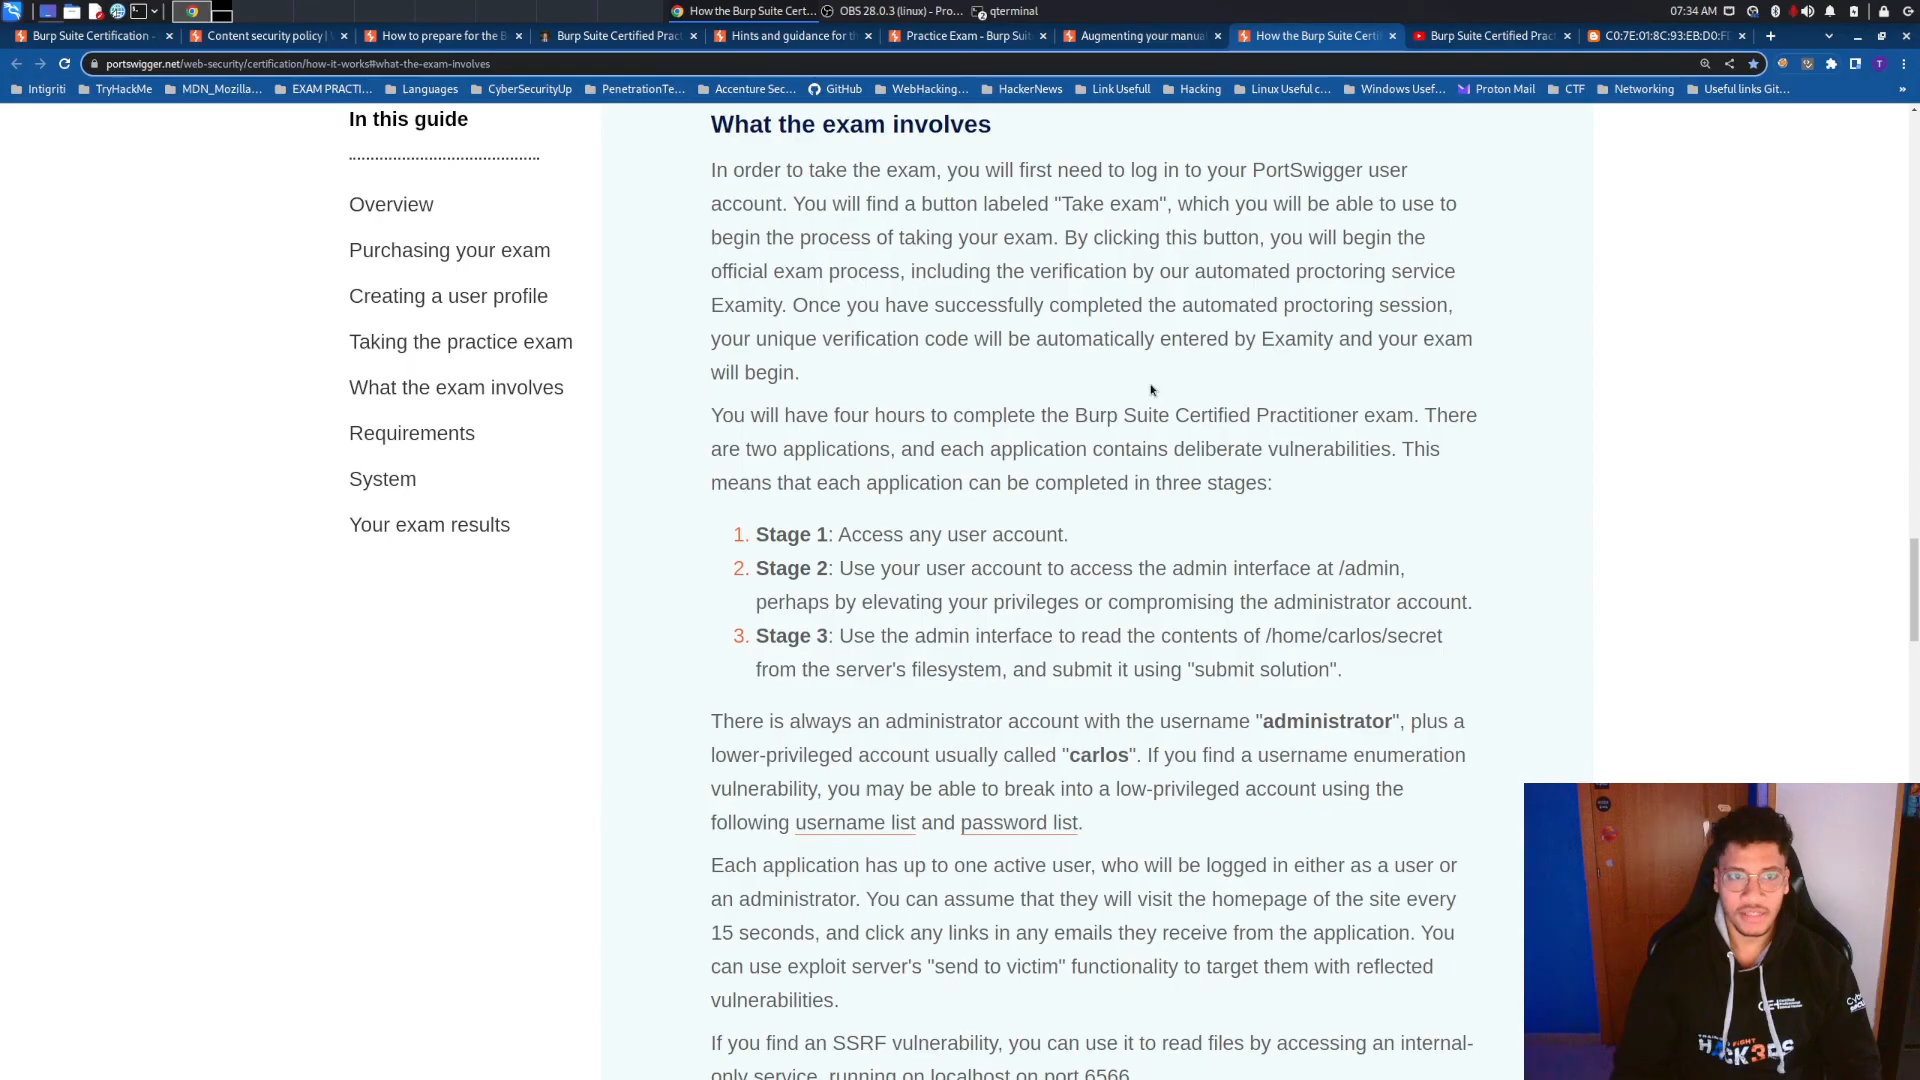 How the Burp Suite Cert...
OBS 28.0.3 (linux) - Pro...
qterminal
07:34 AM
Burp Suite Certification -
Content security policy |
How to prepare for the B
Burp Suite Certified Pract
Hints and guidance for th
Practice Exam - Burp Suit
Augmenting your manua
How the Burp Suite Certifi
Burp Suite Certified Pract
C0:7E:01:8C:93:EB:D0:F
portswigger.net/web-security/certification/how-it-works#what-the-exam-involves
Intigriti
TryHackMe
MDN_Mozilla...
EXAM PRACTI...
Languages
CyberSecurityUp
PenetrationTe...
Accenture Sec...
GitHub
WebHacking...
HackerNews
Link Usefull
Hacking
Linux Useful c...
Windows Usef...
Proton Mail
CTF
Networking
Useful links Git...
In this guide
Overview
Purchasing your exam
Creating a user profile
Taking the practice exam
What the exam involves
Requirements
System
Your exam results
What the exam involves
In order to take the exam, you will first need to log in to your PortSwigger user
account. You will find a button labeled "Take exam", which you will be able to use to
begin the process of taking your exam. By clicking this button, you will begin the
official exam process, including the verification by our automated proctoring service
Examity. Once you have successfully completed the automated proctoring session,
your unique verification code will be automatically entered by Examity and your exam
will begin.
You will have four hours to complete the Burp Suite Certified Practitioner exam. There
are two applications, and each application contains deliberate vulnerabilities. This
means that each application can be completed in three stages:
1. Stage 1: Access any user account.
2. Stage 2: Use your user account to access the admin interface at /admin,
perhaps by elevating your privileges or compromising the administrator account.
3. Stage 3: Use the admin interface to read the contents of /home/carlos/secret
from the server's filesystem, and submit it using "submit solution".
There is always an administrator account with the username "administrator", plus a
lower-privileged account usually called "carlos". If you find a username enumeration
vulnerability, you may be able to break into a low-privileged account using the
following username list and password list.
Each application has up to one active user, who will be logged in either as a user or
an administrator. You can assume that they will visit the homepage of the site every
15 seconds, and click any links in any emails they receive from the application. You
can use exploit server's "send to victim" functionality to target them with reflected
vulnerabilities.
If you find an SSRF vulnerability, you can use it to read files by accessing an internal-
only service, running on localhost on port 6566.